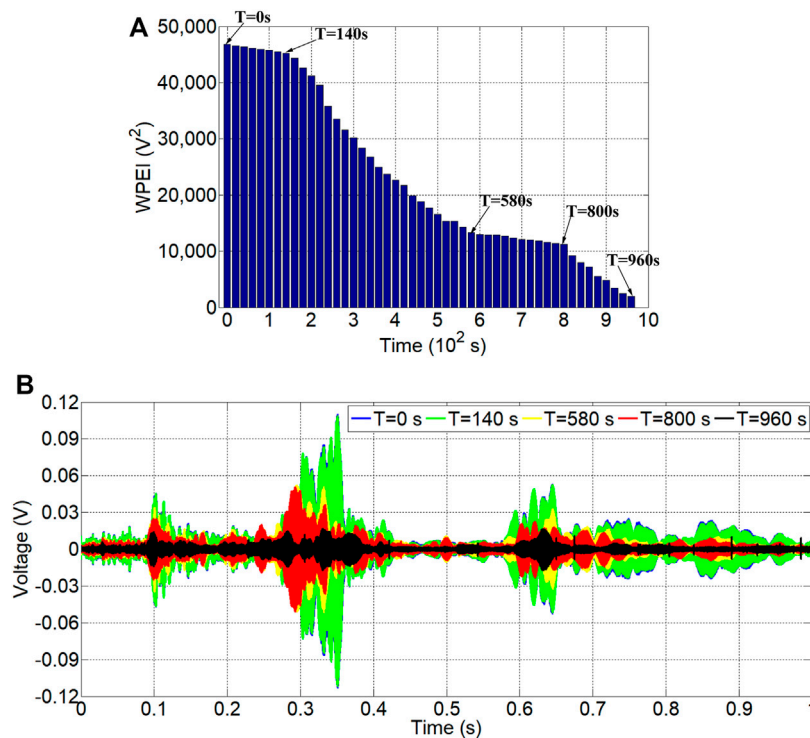 A
T=0s
T=140s
50,000
40,000
30,000
20,000
10,000
0
WPEI (V²)
T=580s
T=800s
T=960s
0 1 2 3 4 5 6 7 8 9 10
Time (10² s)
B
0.12
0.09
0.06
0.03
0
-0.03
-0.06
-0.09
-0.12
Voltage (V)
T=0 s T=140 s T=580 s T=800 s T=960 s
0 0.1 0.2 0.3 0.4 0.5 0.6 0.7 0.8 0.9 1
Time (s)